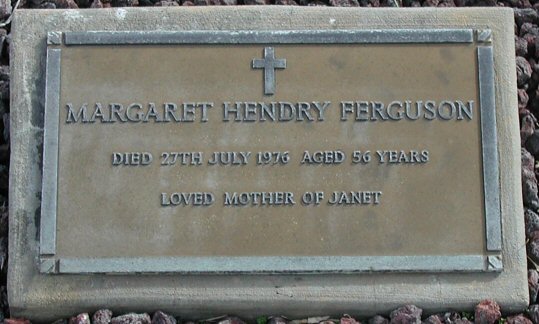 MARGARET HENDRY FERGUSON
DIED 27TH JULY 1976 AGED 56 YEARS
LOVED MOTHER OF JANET